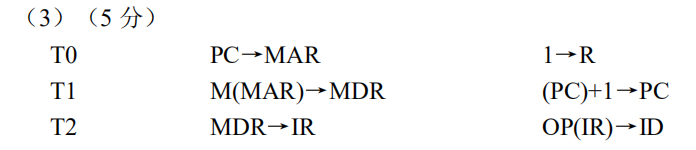 （3）（5 分）
T0 PC→MAR 1→R
T1 M(MAR)→MDR (PC)+1→PC
T2 MDR→IR OP(IR)→ID